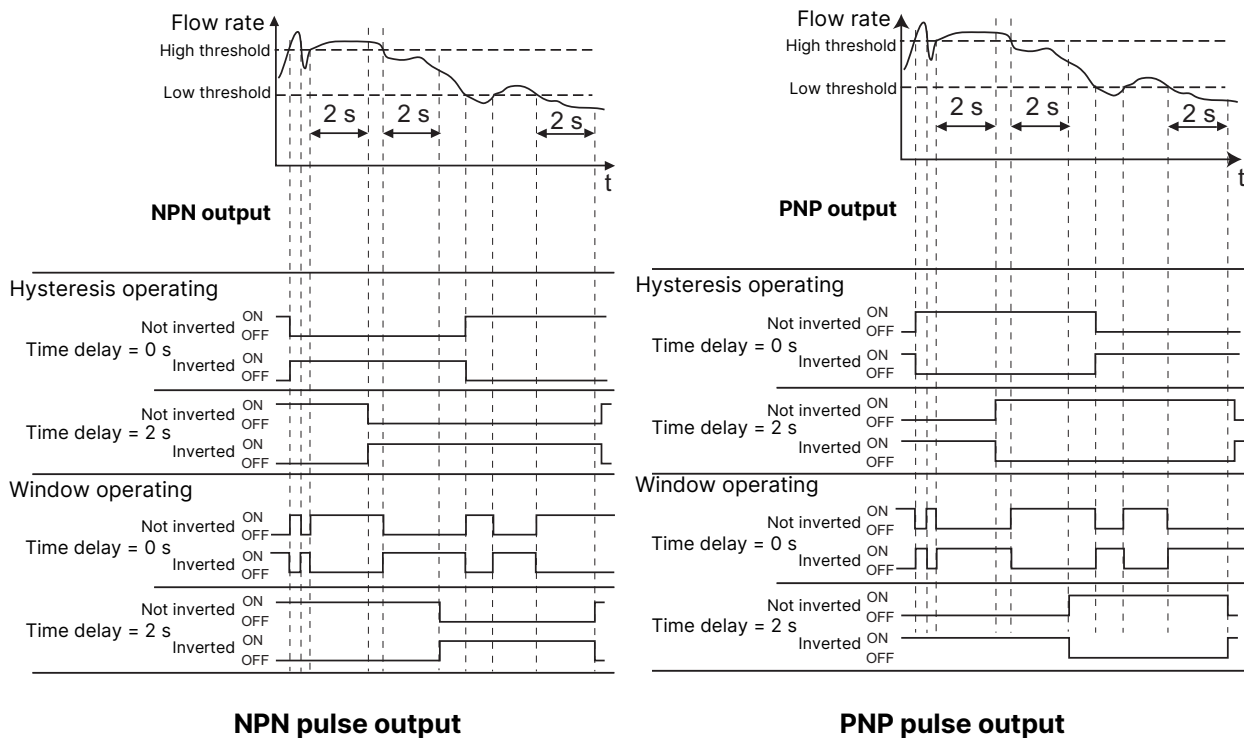 Flow rate
High threshold
Low threshold
2 s
2 s
2 s
t
NPN output
Hysteresis operating
Time delay = 0 s
Not inverted
ON
OFF
Inverted
ON
OFF
Time delay = 2 s
Not inverted
ON
OFF
Inverted
ON
OFF
Window operating
Time delay = 0 s
Not inverted
ON
OFF
Inverted
ON
OFF
Time delay = 2 s
Not inverted
ON
OFF
Inverted
ON
OFF
NPN pulse output
Flow rate
High threshold
Low threshold
2 s
2 s
2 s
t
PNP output
Hysteresis operating
Time delay = 0 s
Not inverted
ON
OFF
Inverted
ON
OFF
Time delay = 2 s
Not inverted
ON
OFF
Inverted
ON
OFF
Window operating
Time delay = 0 s
Not inverted
ON
OFF
Inverted
ON
OFF
Time delay = 2 s
Not inverted
ON
OFF
Inverted
ON
OFF
PNP pulse output